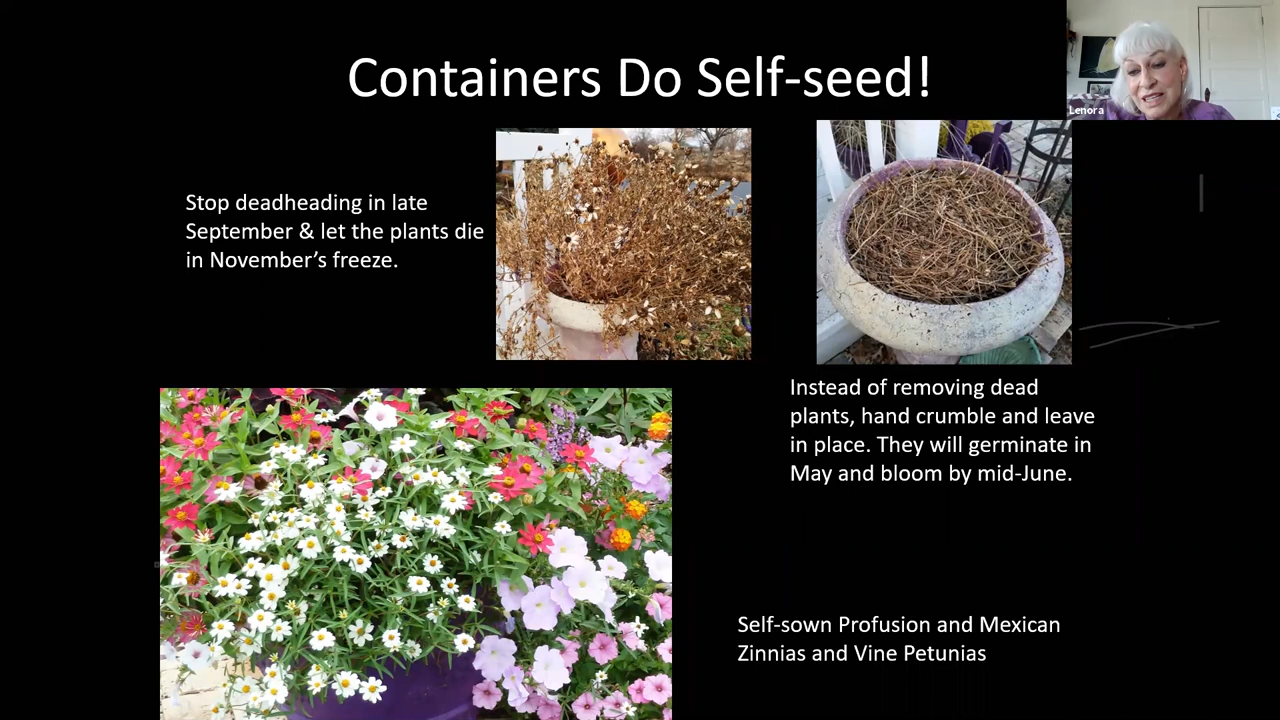 Containers Do Self-seed!
Lenora
Stop deadheading in late
September & let the plants die
in November’s freeze.
Instead of removing dead
plants, hand crumble and leave
in place. They will germinate in
May and bloom by mid-June.
Self-sown Profusion and Mexican
Zinnias and Vine Petunias